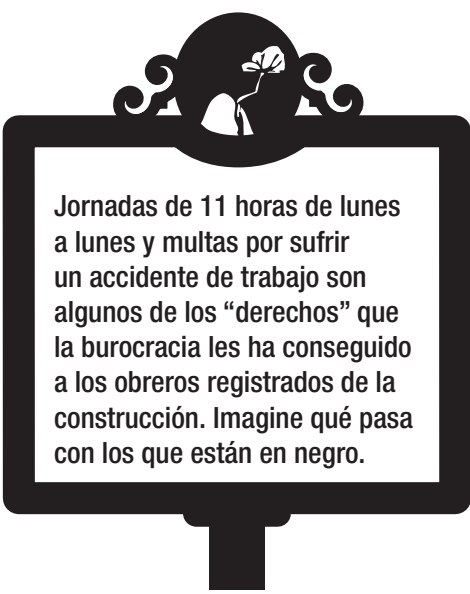 Jornadas de 11 horas de lunes
a lunes y multas por sufrir
un accidente de trabajo son
algunos de los “derechos” que
la burocracia les ha conseguido
a los obreros registrados de la
construcción. Imagine qué pasa
con los que están en negro.